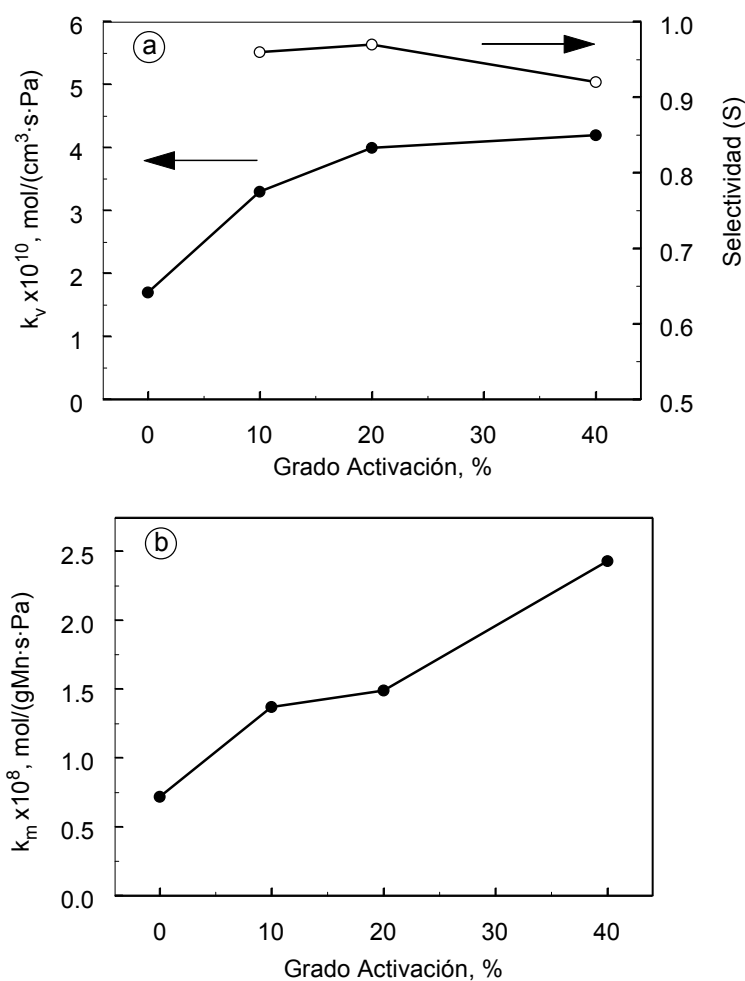 a
6
5
4
3
2
1
0
k_v x10^10, mol/(cm^3·s·Pa)
1.0
0.9
0.8
0.7
0.6
0.5
Selectividad (S)
0 10 20 30 40
Grado Activación, %
b
2.5
2.0
1.5
1.0
0.5
0.0
k_m x10^8, mol/(gMn·s·Pa)
0 10 20 30 40
Grado Activación, %